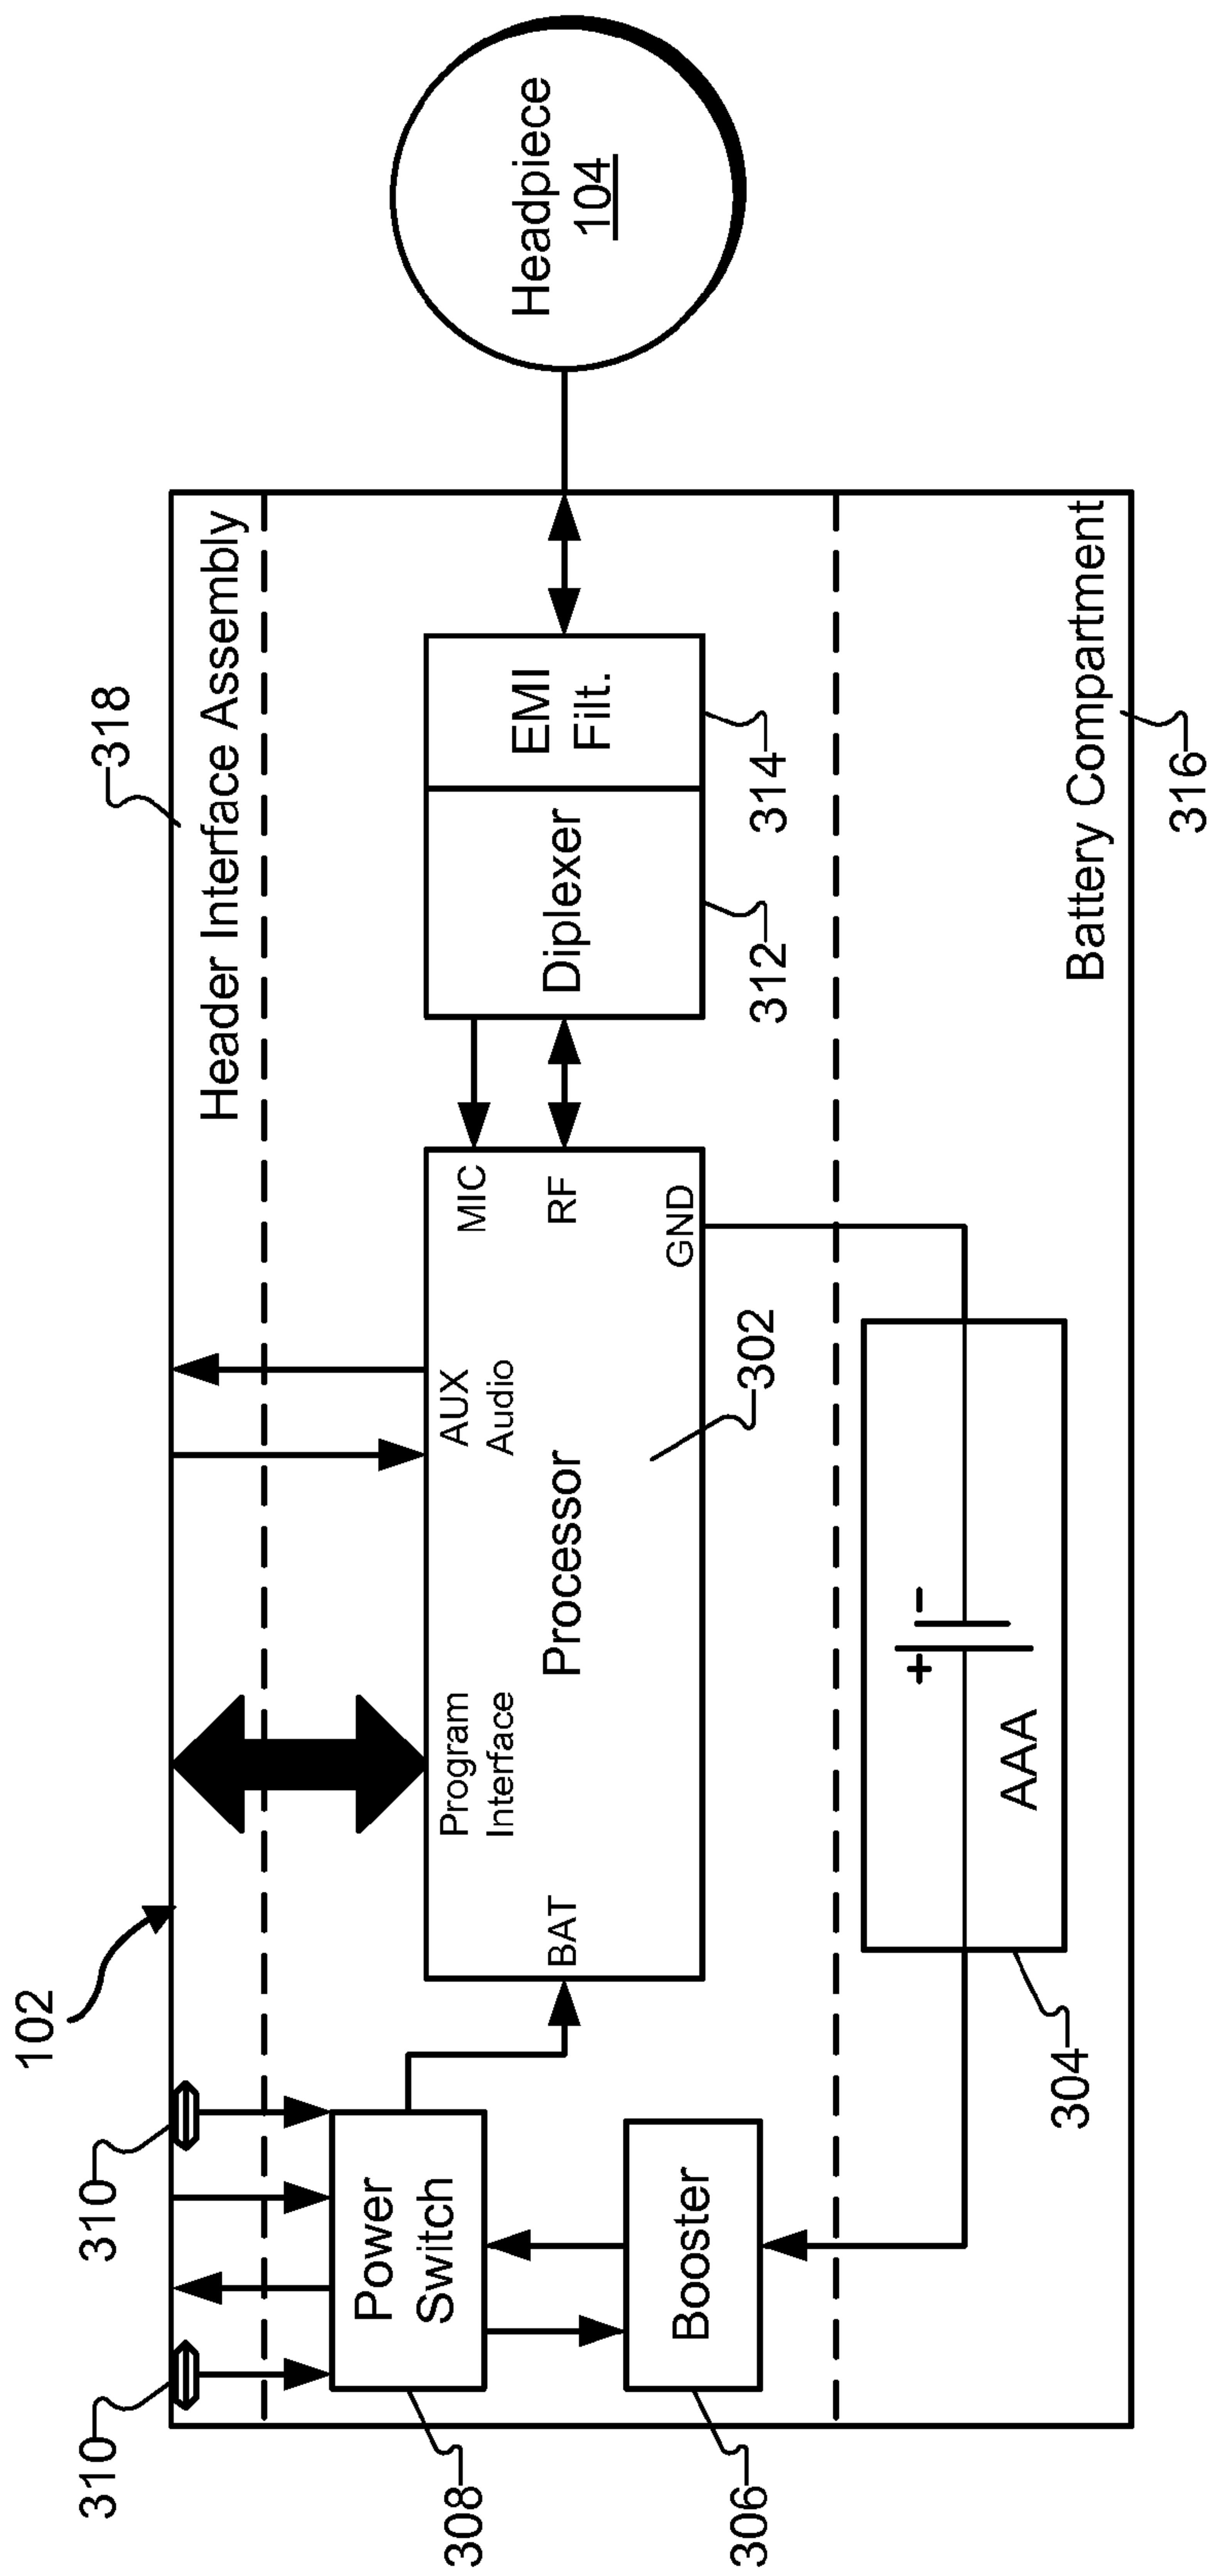 102
318
310
310
Header Interface Assembly
Power
Switch
308
Booster
306
Program
Interface
AUX
Audio
MIC
RF
BAT
GND
Processor
302
Diplexer
312
EMI
Filt.
314
Headpiece
104
AAA
+
-
304
Battery Compartment
316